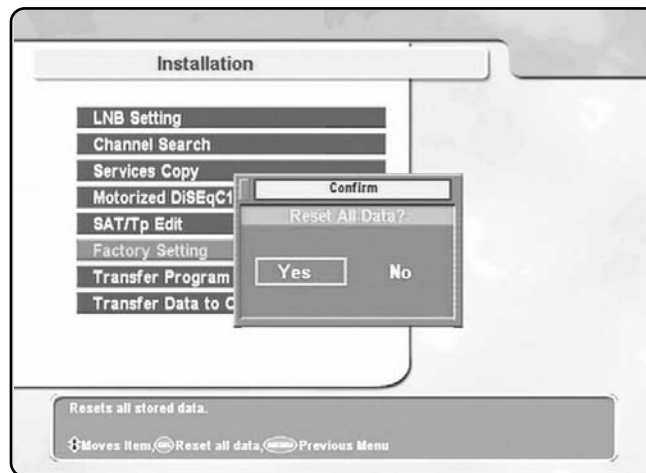 Installation
LNB Setting
Channel Search
Services Copy
Motorized DiSEqC1
SAT/Tp Edit
Factory Setting
Transfer Program
Transfer Data to C
Confirm
Reset All Data?
Yes No
Resets all stored data.
Moves Item, Reset all data, Previous Menu